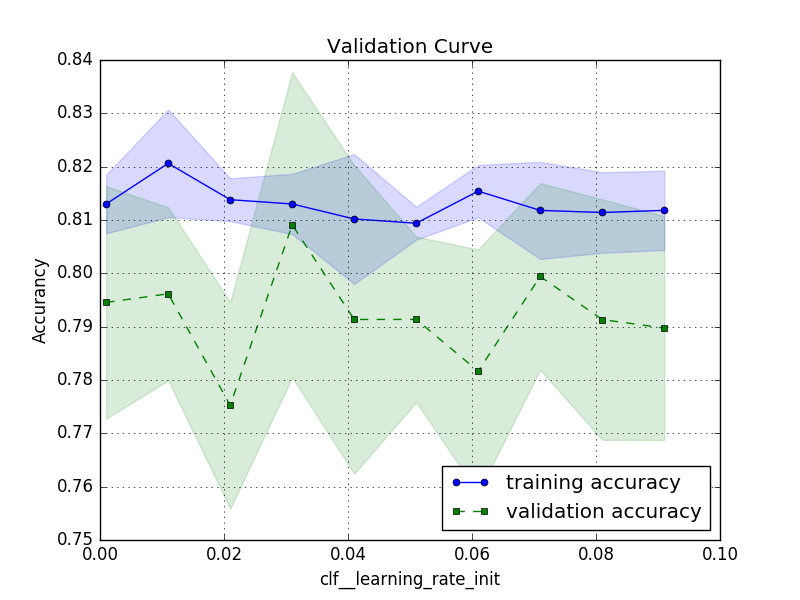 Validation Curve
0.84
0.83
0.82
0.81
0.80
0.79
0.78
0.77
0.76
0.75
Accurancy
training accuracy
validation accuracy
0.00 0.02 0.04 0.06 0.08 0.10
clf__learning_rate_init